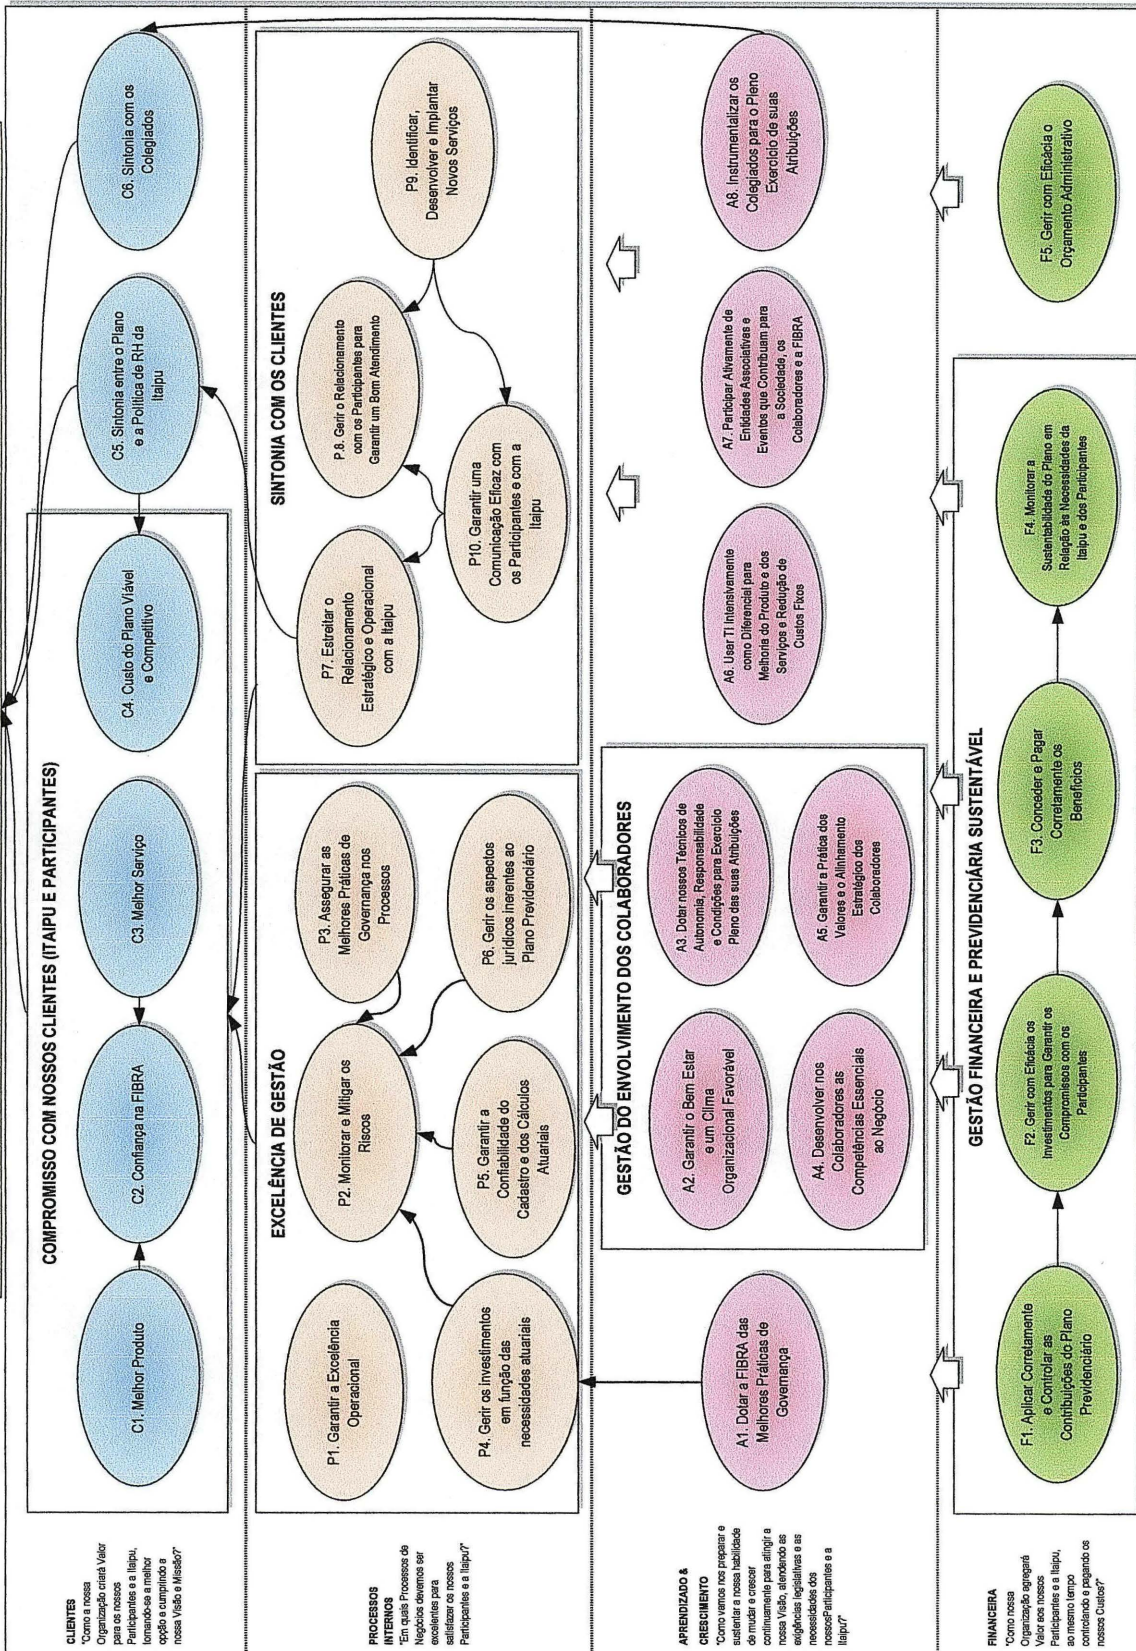 CLIENTES
"Como a nossa
Organização criará Valor
para os nossos
Participantes e a Itaipu,
tornando-se a melhor
opção e cumprindo a
nossa Visão e Missão?"
COMPROMISSO COM NOSSOS CLIENTES (ITAIPU E PARTICIPANTES)
C1. Melhor Produto
C2. Confiança na FIBRA
C3. Melhor Serviço
C4. Custo do Plano Viável
e Competitivo
C5. Sintonia entre o Plano
e a Política de RH da
Itaipu
C6. Sintonia com os
Colegiados
PROCESSOS
INTERNOS
"Em quais Processos de
Negócios devemos ser
excelentes para
satisfazer os nossos
Participantes e a Itaipu?"
EXCELÊNCIA DE GESTÃO
P1. Garantir a Excelência
Operacional
P2. Monitorar e Mitigar os
Riscos
P3. Assegurar as
Melhores Práticas de
Governança nos
Processos
P4. Gerir os investimentos
em função das
necessidades atuariais
P5. Garantir a
Confiabilidade do
Cadastro e dos Cálculos
Atuariais
P6. Gerir os aspectos
jurídicos inerentes ao
Plano Previdenciário
SINTONIA COM OS CLIENTES
P7. Estreitar o
Relacionamento
Estratégico e Operacional
com a Itaipu
P.8. Gerir o Relacionamento
com os Participantes para
Garantir um Bom Atendimento
P9. Identificar,
Desenvolver e Implantar
Novos Serviços
P10. Garantir uma
Comunicação Eficaz com
os Participantes e com a
Itaipu
APRENDIZADO &
CRESCIMENTO
"Como vamos nos preparar e
sustentar a nossa habilidade
de mudar e crescer
continuamente para atingir a
nossa Visão, atendendo as
exigências legislativas e as
necessidades dos
nossosParticipantes e a
Itaipu?"
A1. Dotar a FIBRA das
Melhores Práticas de
Governança
GESTÃO DO ENVOLVIMENTO DOS COLABORADORES
A2. Garantir o Bem Estar
e um Clima
Organizacional Favorável
A3. Dotar nossos Técnicos de
Autonomia, Responsabilidade
e Condições para Exercício
Pleno das suas Atribuições
A4. Desenvolver nos
Colaboradores as
Competências Essenciais
ao Negócio
A5. Garantir a Prática dos
Valores e o Alinhamento
Estratégico dos
Colaboradores
A6. Usar TI Intensivamente
como Diferencial para
Melhoria do Produto e dos
Serviços e Redução de
Custos Fixos
A7. Participar Ativamente de
Entidades Associativas e
Eventos que Contribuam para
a Sociedade, os
Colaboradores e a FIBRA
A8. Instrumentalizar os
Colegiados para o Pleno
Exercício de suas
Atribuições
FINANCEIRA
"Como nossa
Organização agregará
Valor aos nossos
Participantes e a Itaipu,
ao mesmo tempo
controlando e pagando os
nossos Custos?"
GESTÃO FINANCEIRA E PREVIDENCIÁRIA SUSTENTÁVEL
F1. Aplicar Corretamente
e Controlar as
Contribuições do Plano
Previdenciário
F2. Gerir com Eficácia os
Investimentos para Garantir os
Compromissos com os
Participantes
F3. Conceder e Pagar
Corretamente os
Benefícios
F4. Monitorar a
Sustentabilidade do Plano em
Relação às Necessidades da
Itaipu e dos Participantes
F5. Gerir com Eficácia o
Orçamento Administrativo